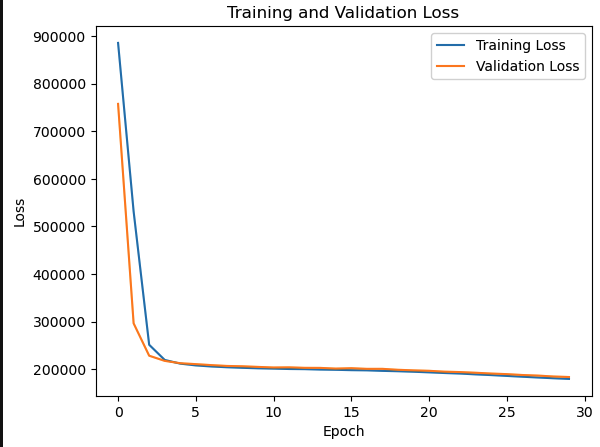 Training and Validation Loss
900000
800000
700000
600000
500000
400000
300000
200000
Loss
Training Loss
Validation Loss
0 5 10 15 20 25 30
Epoch